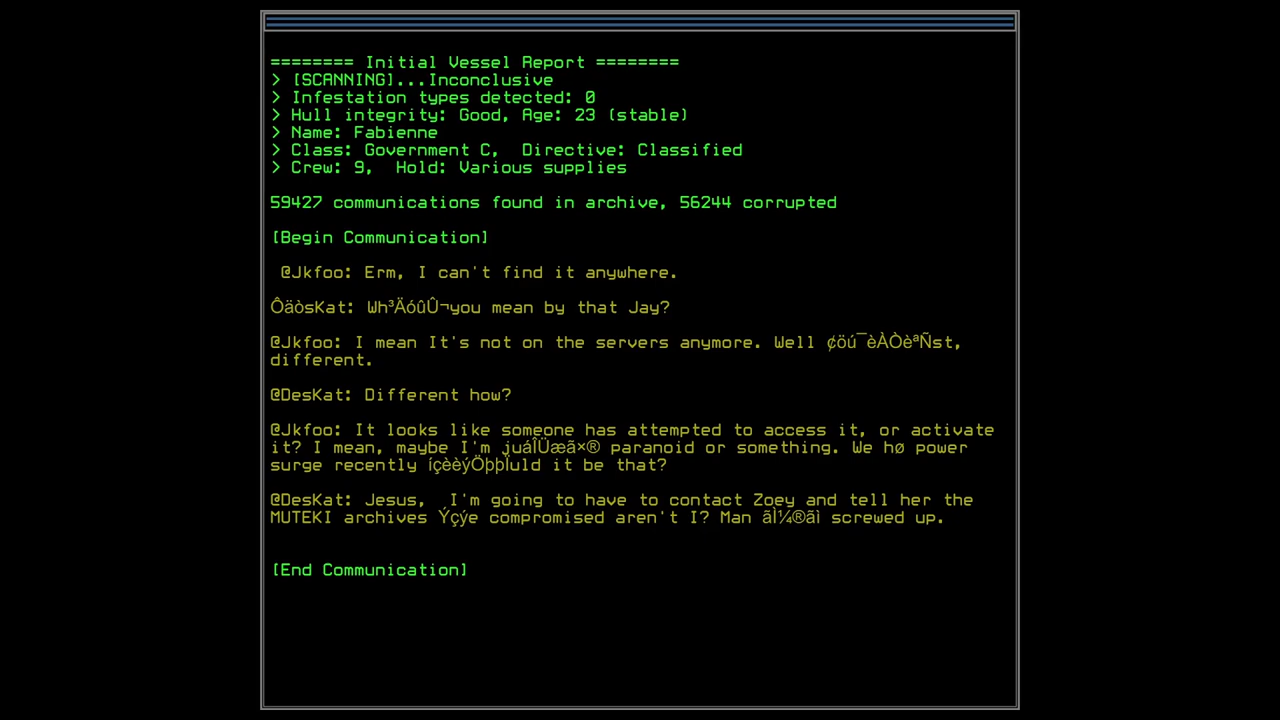 ======== Initial Vessel Report ========
> [SCANNING]...Inconclusive
> Infestation types detected: 0
> Hull integrity: Good, Age: 23 (stable)
> Name: Fabienne
> Class: Government C,  Directive: Classified
> Crew: 9,  Hold: Various supplies
59427 communications found in archive, 56244 corrupted
[Begin Communication]
@Jkfoo: Erm, I can't find it anywhere.
ÔäòsKat: Wh³ÄóûÛ¬you mean by that Jay?
@Jkfoo: I mean It's not on the servers anymore. Well ¢öú¯èÀÒèªÑst,
different.
@DesKat: Different how?
@Jkfoo: It looks like someone has attempted to access it, or activate
it? I mean, maybe I'm juáÎÜæã×® paranoid or something. We hø power
surge recently íçèèýÖþþÏuld it be that?
@DesKat: Jesus,  I'm going to have to contact Zoey and tell her the
MUTEKI archives Ýçýe compromised aren't I? Man ãÌ¼®ãì screwed up.
[End Communication]